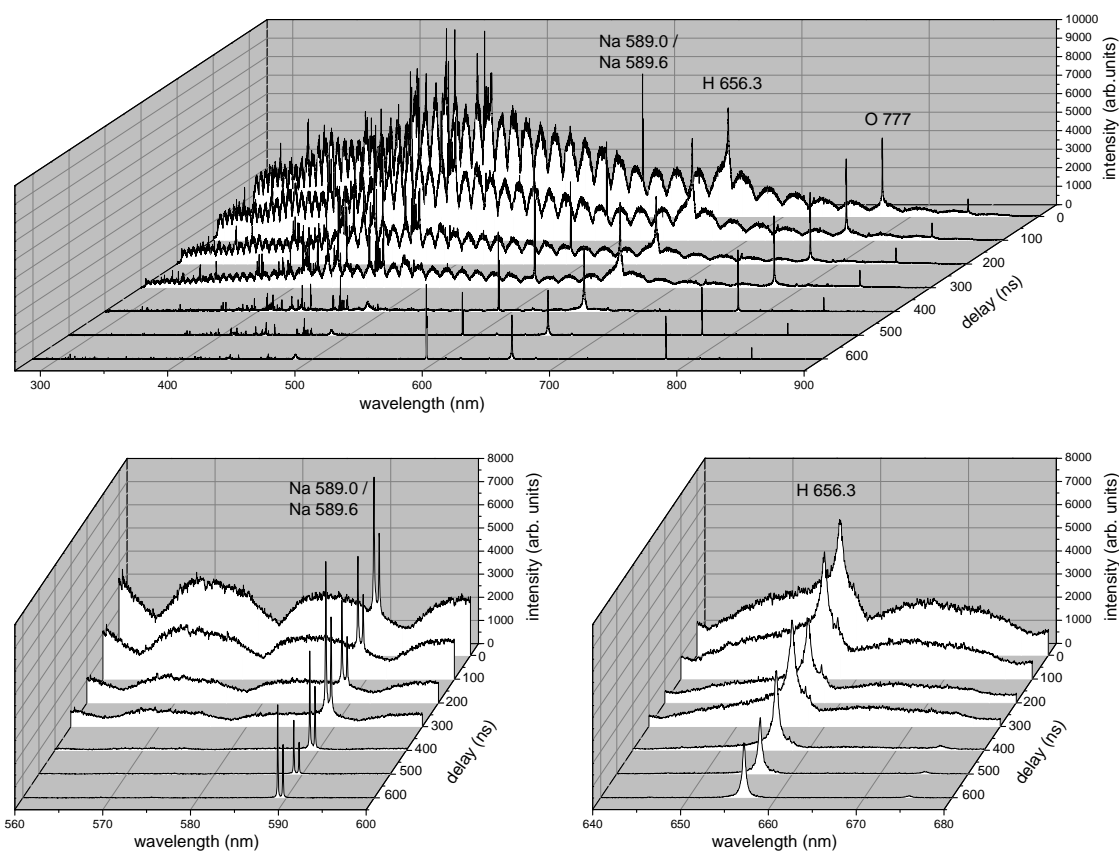 10000
9000
8000
7000
6000
5000
4000
3000
2000
1000
0
intensity (arb.units)
Na 589.0 /
Na 589.6
H 656.3
O 777
0
100
200
300
400
500
600
delay (ns)
300 400 500 600 700 800 900
wavelength (nm)
8000
7000
6000
5000
4000
3000
2000
1000
0
intensity (arb. units)
Na 589.0 /
Na 589.6
0
100
200
300
400
500
600
delay (ns)
560 570 580 590 600
wavelength (nm)
8000
7000
6000
5000
4000
3000
2000
1000
0
intensity (arb. units)
H 656.3
0
100
200
300
400
500
600
delay (ns)
640 650 660 670 680
wavelength (nm)